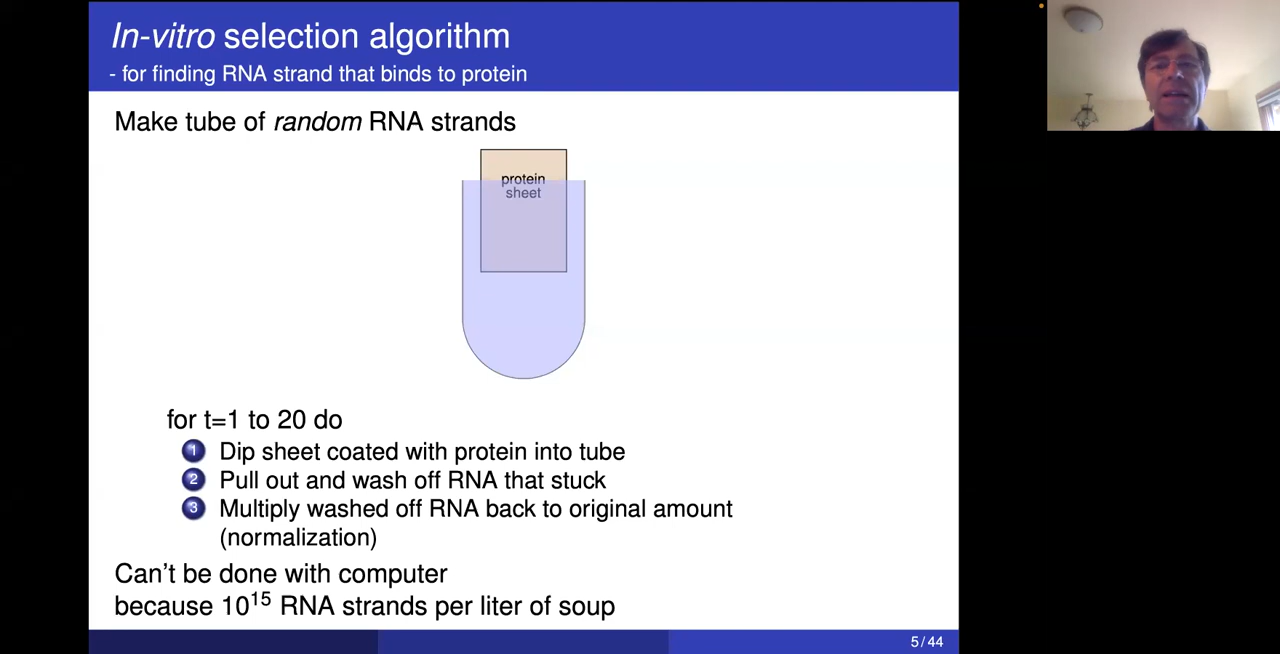 In-vitro selection algorithm
- for finding RNA strand that binds to protein
Make tube of random RNA strands
protein
sheet
for t=1 to 20 do
1 Dip sheet coated with protein into tube
2 Pull out and wash off RNA that stuck
3 Multiply washed off RNA back to original amount
(normalization)
Can't be done with computer
because 10¹⁵ RNA strands per liter of soup
5 / 44